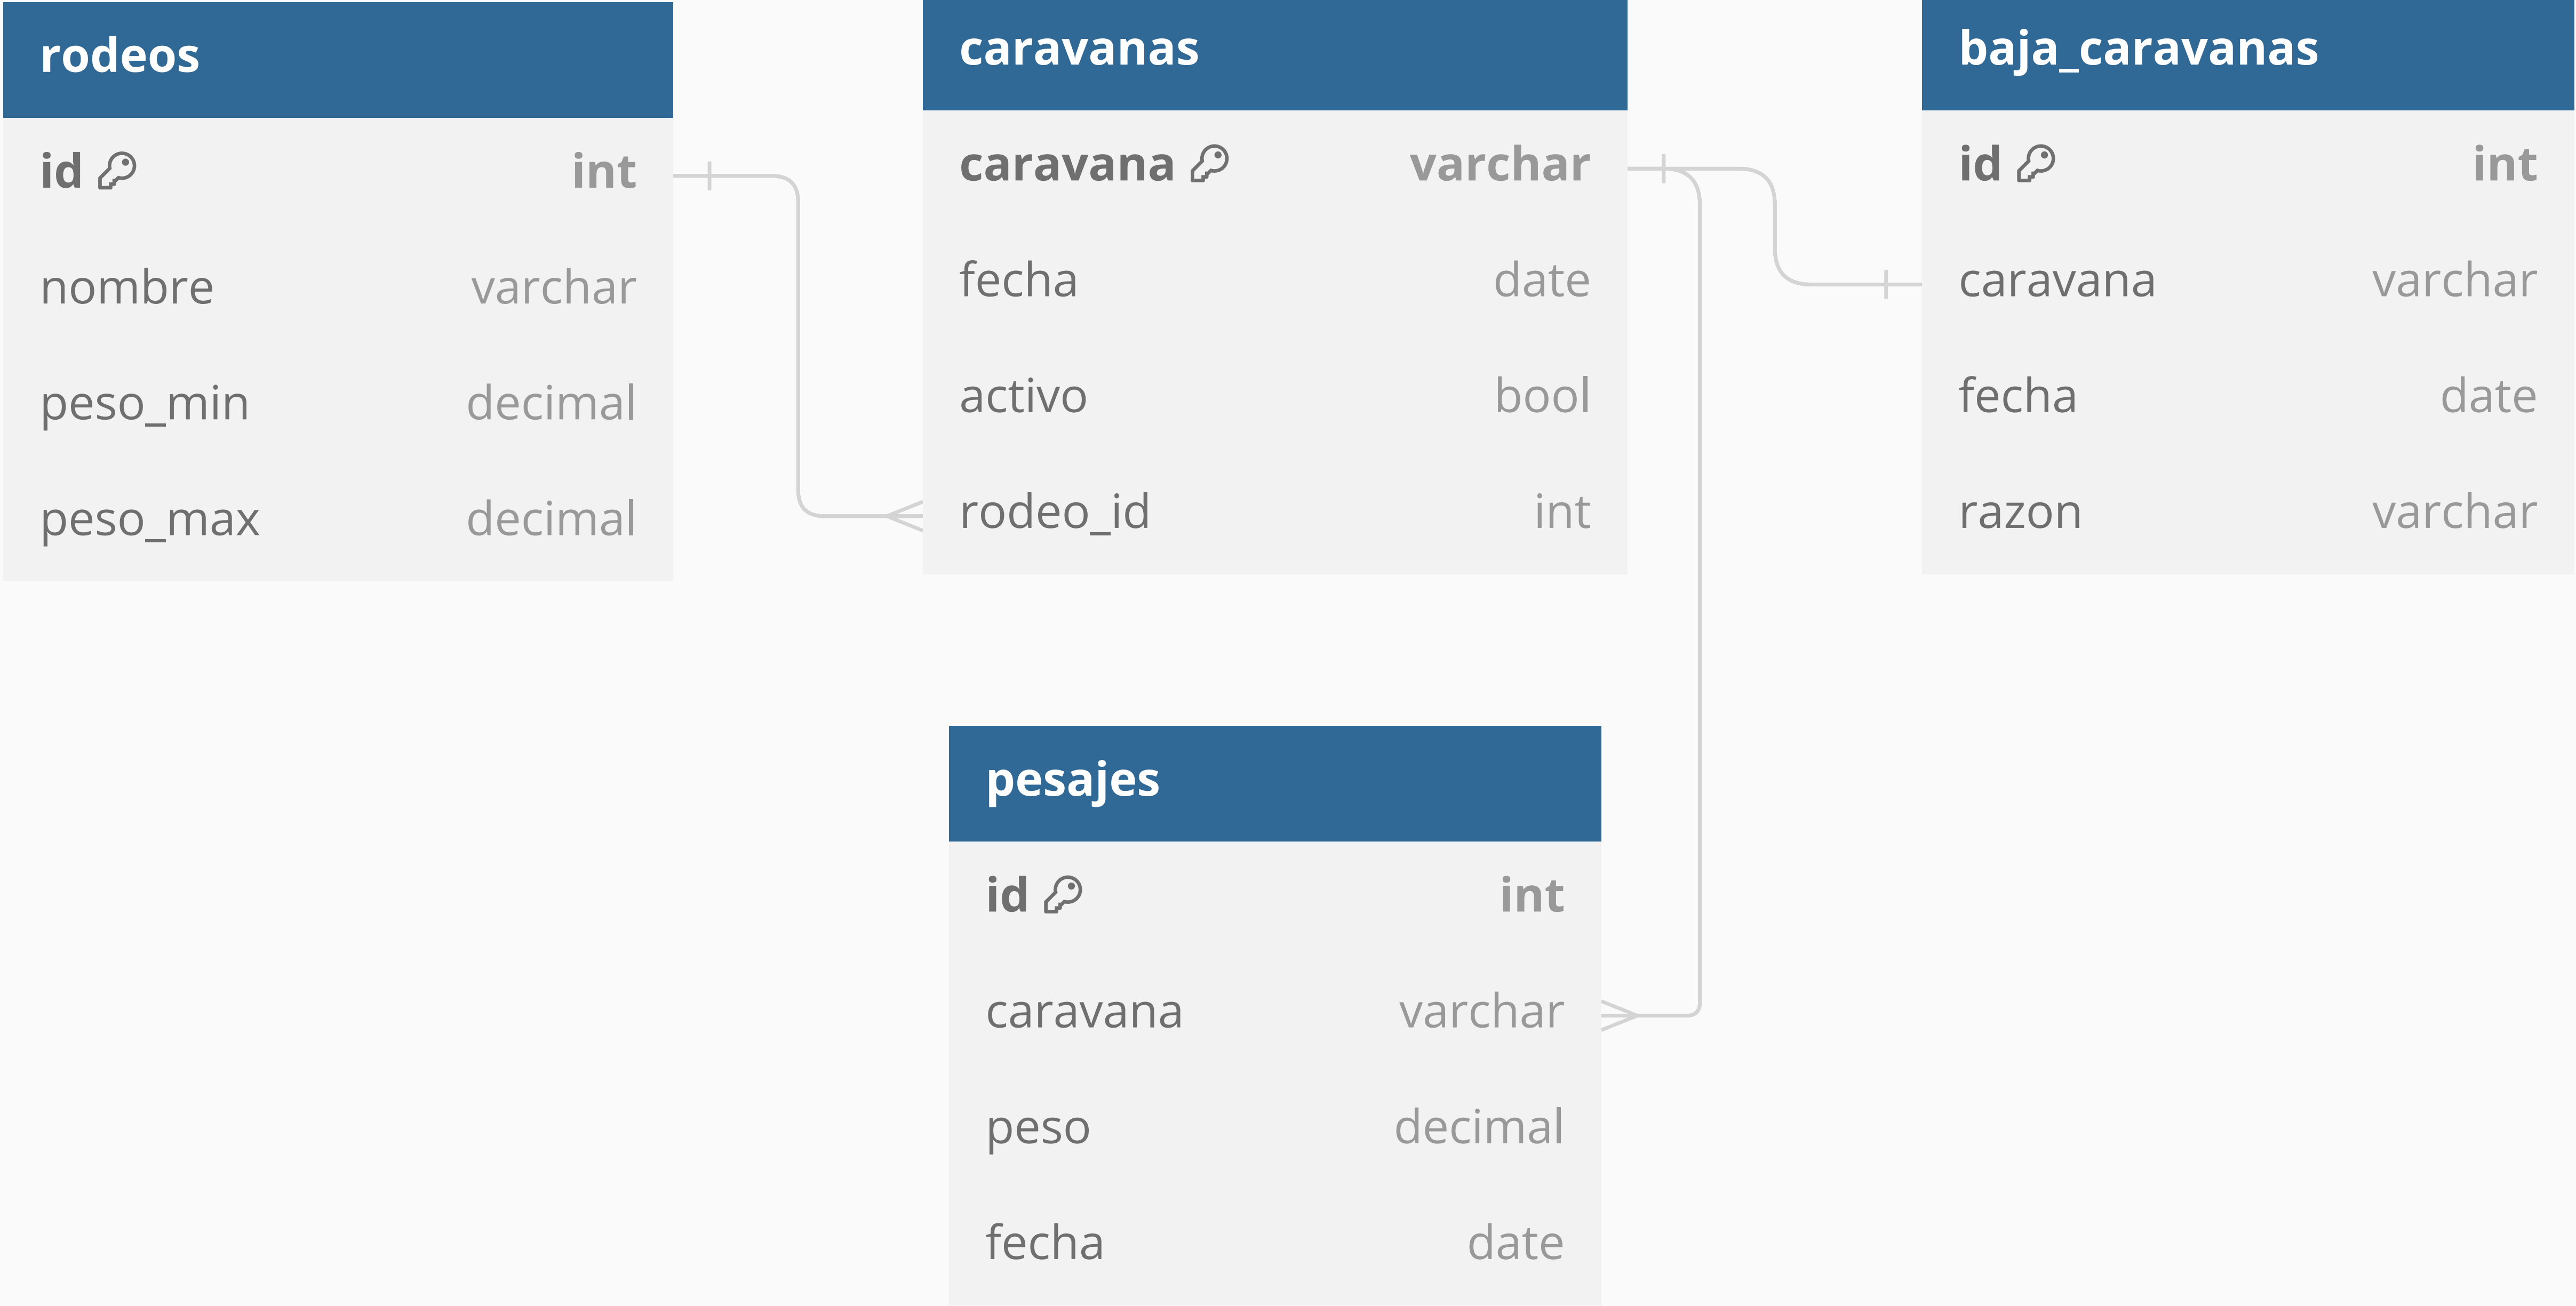 rodeos
id int
nombre varchar
peso_min decimal
peso_max decimal
caravanas
caravana varchar
fecha date
activo bool
rodeo_id int
baja_caravanas
id int
caravana varchar
fecha date
razon varchar
pesajes
id int
caravana varchar
peso decimal
fecha date